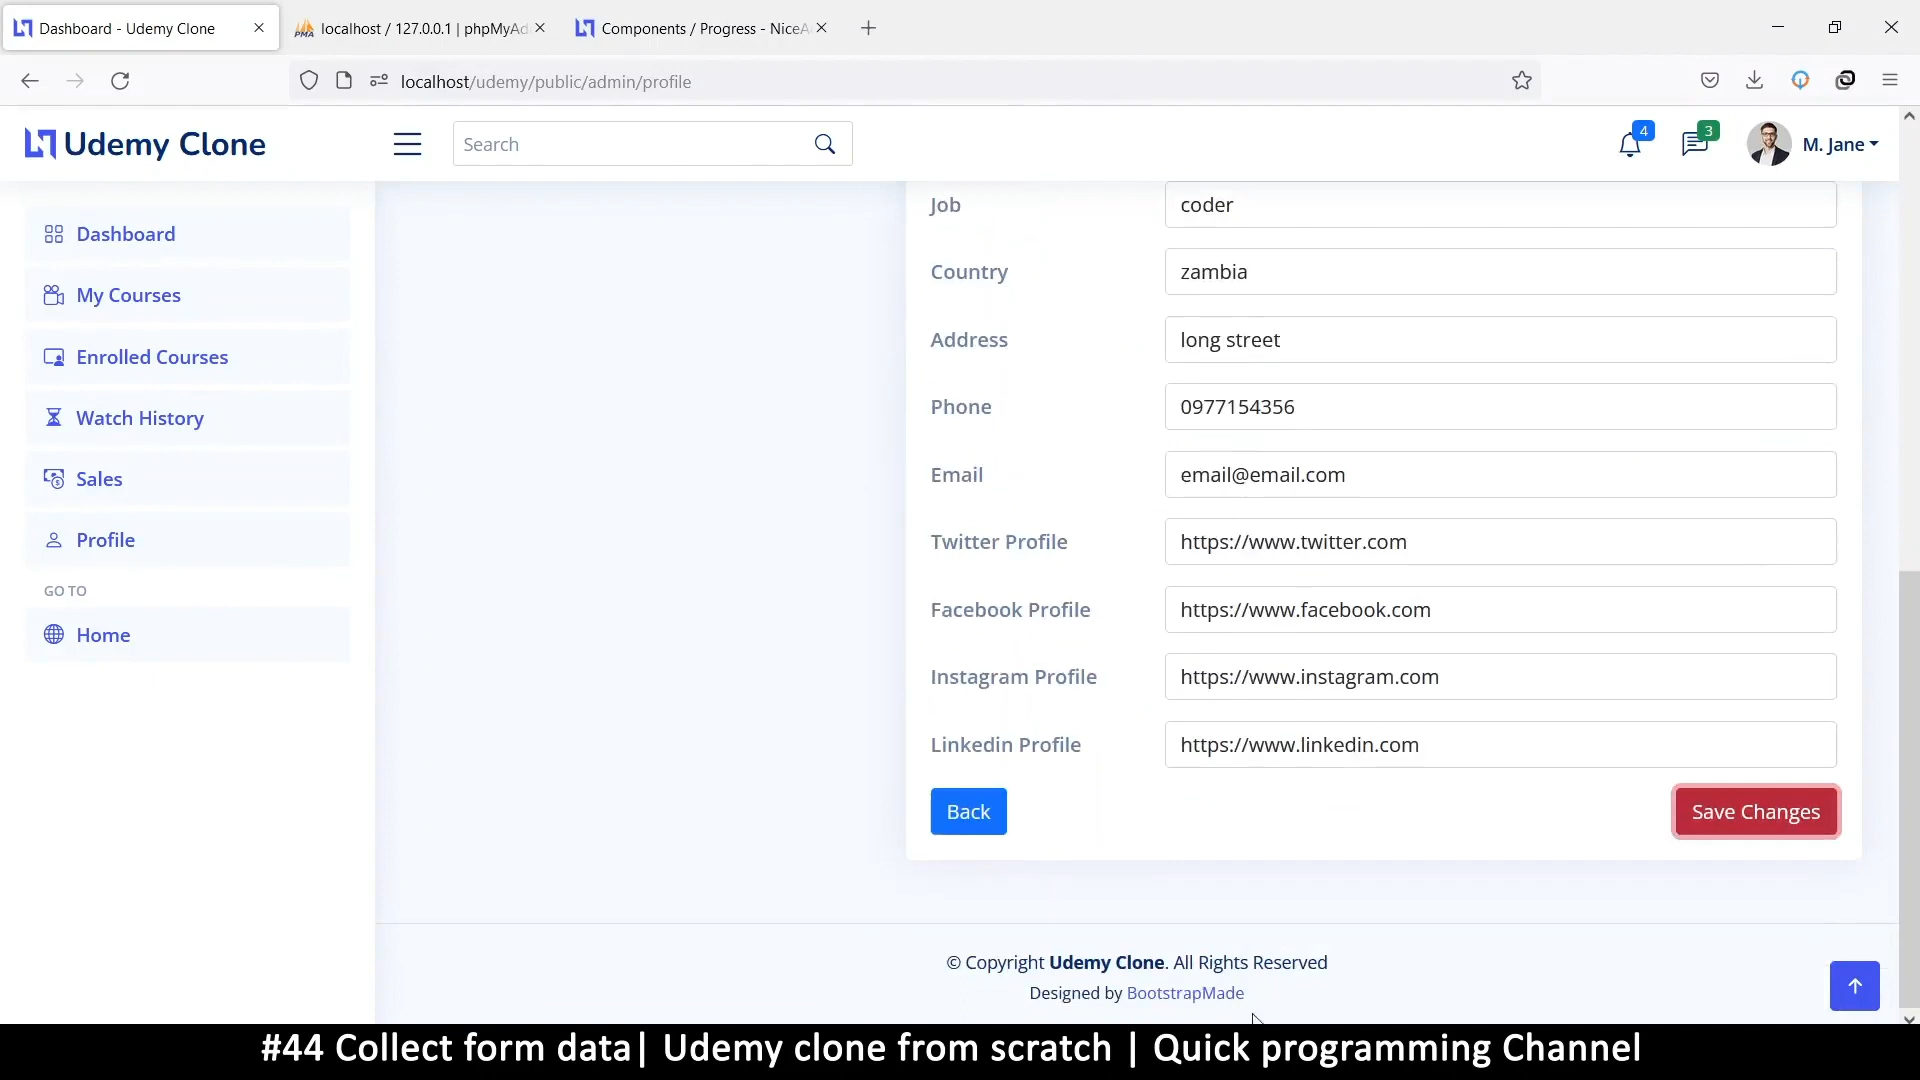 Dashboard - Udemy Clone
localhost / 127.0.0.1 | phpMyAd
Components / Progress - NiceA
localhost/udemy/public/admin/profile
Udemy Clone
Search
4
3
M. Jane
Dashboard
My Courses
Enrolled Courses
Watch History
Sales
Profile
GO TO
Home
Job
coder
Country
zambia
Address
long street
Phone
0977154356
Email
email@email.com
Twitter Profile
https://www.twitter.com
Facebook Profile
https://www.facebook.com
Instagram Profile
https://www.instagram.com
Linkedin Profile
https://www.linkedin.com
Back
Save Changes
© Copyright Udemy Clone. All Rights Reserved
Designed by BootstrapMade
#44 Collect form data| Udemy clone from scratch | Quick programming Channel